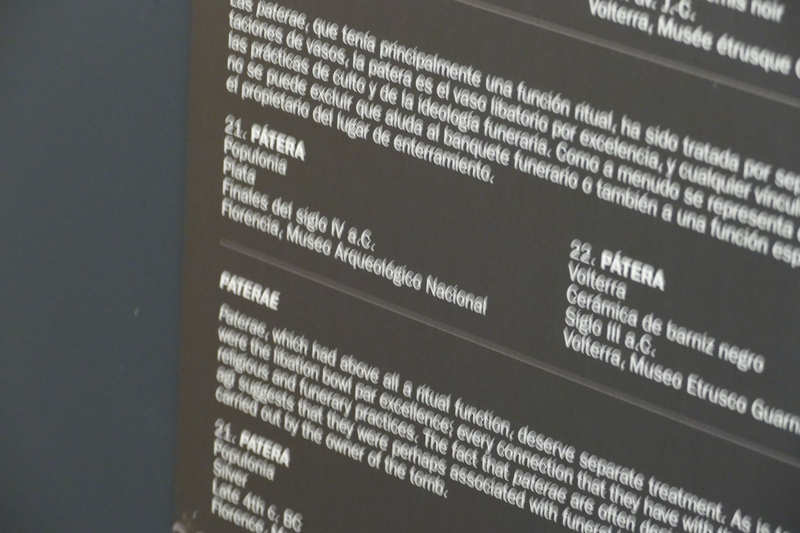 noir
av. J.-C.
Volterra, Musée étrusque
Las paterae, que tenía principalmente una función ritual, ha sido tratada por
taciones de vasos, la patera es el vaso libatorio por excelencia, y cualquier
las prácticas de culto y de la ideología funeraria. Como a menudo se representa
no se puede excluir que aluda al banquete funerario o también a una función
el propietario del lugar de enterramiento.
21. PÁTERA
Populonia
Plata
Finales del siglo IV a.C.
Florencia, Museo Arqueológico Nacional
22. PÁTERA
Volterra
Cerámica de barniz negro
Siglo III a.C.
Volterra, Museo Etrusco Guarn
PATERAE
Paterae, which had above all a ritual function, deserve separate treatment. As is
were the libation bowl par excellence; every connection that they have with
religious and funerary practices. The fact that paterae are often
ag suggests that they were perhaps associated with funeral
carried out by the owner of the tomb.
21. PATERA
Populonia
Silver
Late 4th c. BC
Florence,